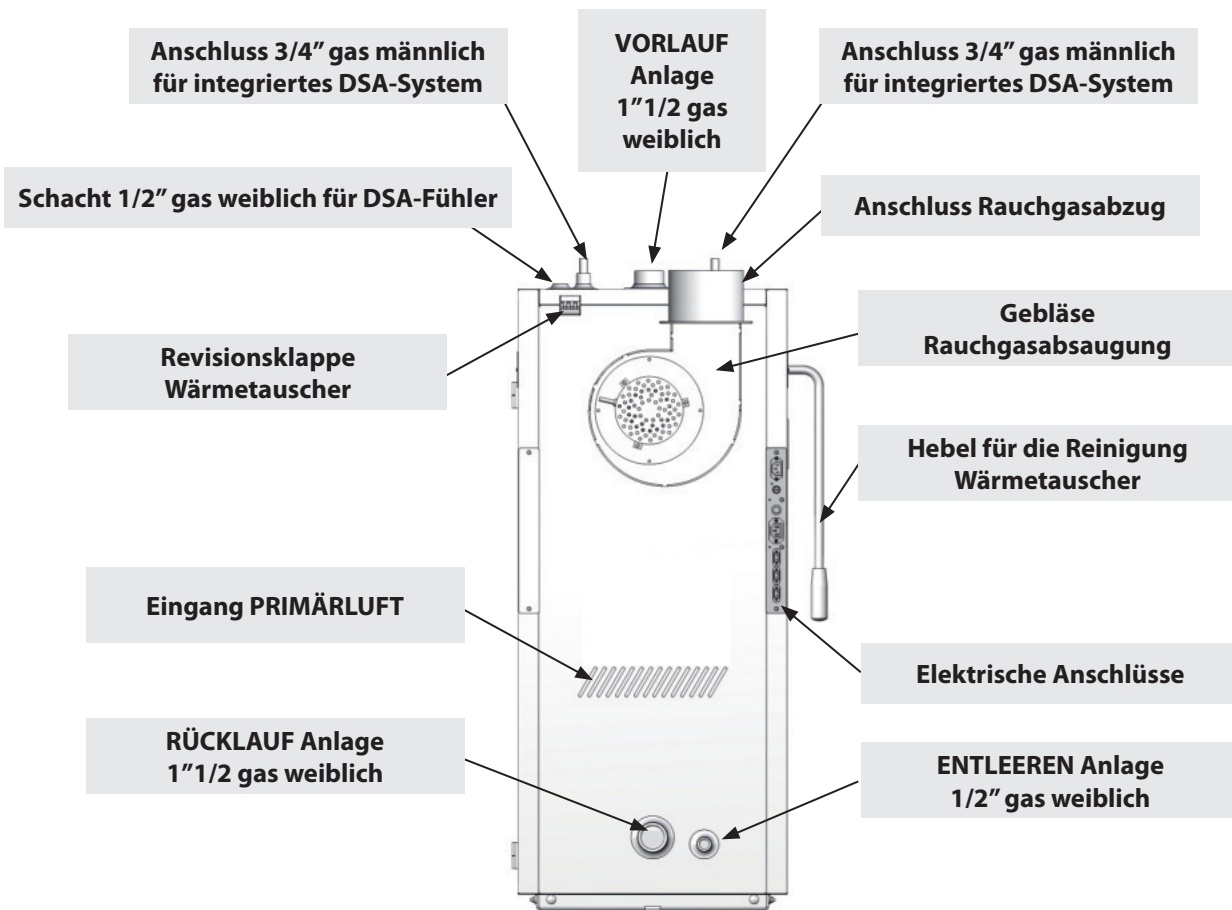 Anschluss 3/4” gas männlich
für integriertes DSA-System
VORLAUF
Anlage
1”1/2 gas
weiblich
Anschluss 3/4” gas männlich
für integriertes DSA-System
Schacht 1/2” gas weiblich für DSA-Fühler
Anschluss Rauchgasabzug
Revisionsklappe
Wärmetauscher
Gebläse
Rauchgasabsaugung
Hebel für die Reinigung
Wärmetauscher
Eingang PRIMÄRLUFT
Elektrische Anschlüsse
RÜCKLAUF Anlage
1”1/2 gas weiblich
ENTLEEREN Anlage
1/2” gas weiblich